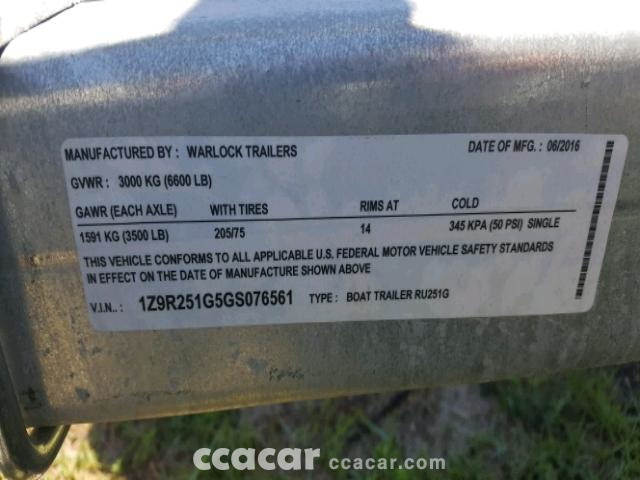 MANUFACTURED BY : WARLOCK TRAILERS DATE OF MFG. : 06/2016
GVWR : 3000 KG (6600 LB)
GAWR (EACH AXLE) WITH TIRES RIMS AT COLD
1591 KG (3500 LB) 205/75 14 345 KPA (50 PSI) SINGLE
THIS VEHICLE CONFORMS TO ALL APPLICABLE U.S. FEDERAL MOTOR VEHICLE SAFETY STANDARDS
IN EFFECT ON THE DATE OF MANUFACTURE SHOWN ABOVE
V.I.N.. : 1Z9R251G5GS076561 TYPE : BOAT TRAILER RU251G
ccacar ccacar.com